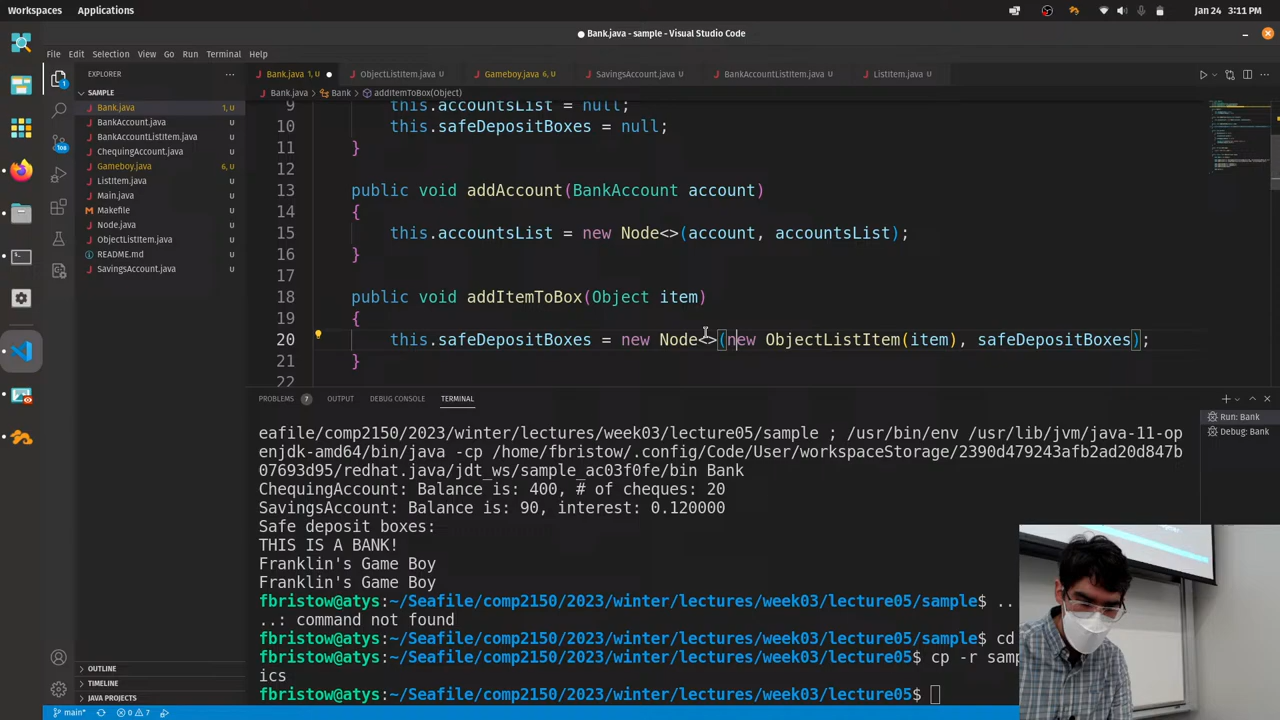 Workspaces Applications Jan 24 3:11 PM
Bank.java - sample - Visual Studio Code
File Edit Selection View Go Run Terminal Help
EXPLORER
Bank.java 1, U
ObjectListItem.java U
Gameboy.java 6, U
SavingsAccount.java U
BankAccountListItem.java U
ListItem.java U
SAMPLE
Bank.java > Bank > addItemToBox(Object)
Bank.java 1, U
BankAccount.java U
BankAccountListItem.java U
ChequingAccount.java U
Gameboy.java 6, U
ListItem.java U
Main.java U
Makefile U
Node.java U
ObjectListItem.java U
README.md U
SavingsAccount.java U
108
OUTLINE
TIMELINE
JAVA PROJECTS
9 this.accountsList = null;
10 this.safeDepositBoxes = null;
11 }
12
13 public void addAccount(BankAccount account)
14 {
15 this.accountsList = new Node<>(account, accountsList);
16 }
17
18 public void addItemToBox(Object item)
19 {
20 this.safeDepositBoxes = new Node<>(new ObjectListItem(item), safeDepositBoxes);
21 }
22
PROBLEMS 7 OUTPUT DEBUG CONSOLE TERMINAL
Run: Bank
Debug: Bank
eafile/comp2150/2023/winter/lectures/week03/lecture05/sample ; /usr/bin/env /usr/lib/jvm/java-11-op
enjdk-amd64/bin/java -cp /home/fbristow/.config/Code/User/workspaceStorage/2390d479243afb2ad20d847b
07693d95/redhat.java/jdt_ws/sample_ac03f0fe/bin Bank
ChequingAccount: Balance is: 400, # of cheques: 20
SavingsAccount: Balance is: 90, interest: 0.120000
Safe deposit boxes:
THIS IS A BANK!
Franklin's Game Boy
Franklin's Game Boy
fbristow@atys:~/Seafile/comp2150/2023/winter/lectures/week03/lecture05/sample$ ..
..: command not found
fbristow@atys:~/Seafile/comp2150/2023/winter/lectures/week03/lecture05/sample$ cd
fbristow@atys:~/Seafile/comp2150/2023/winter/lectures/week03/lecture05$ cp -r samp
ics
fbristow@atys:~/Seafile/comp2150/2023/winter/lectures/week03/lecture05$
main* 0 7